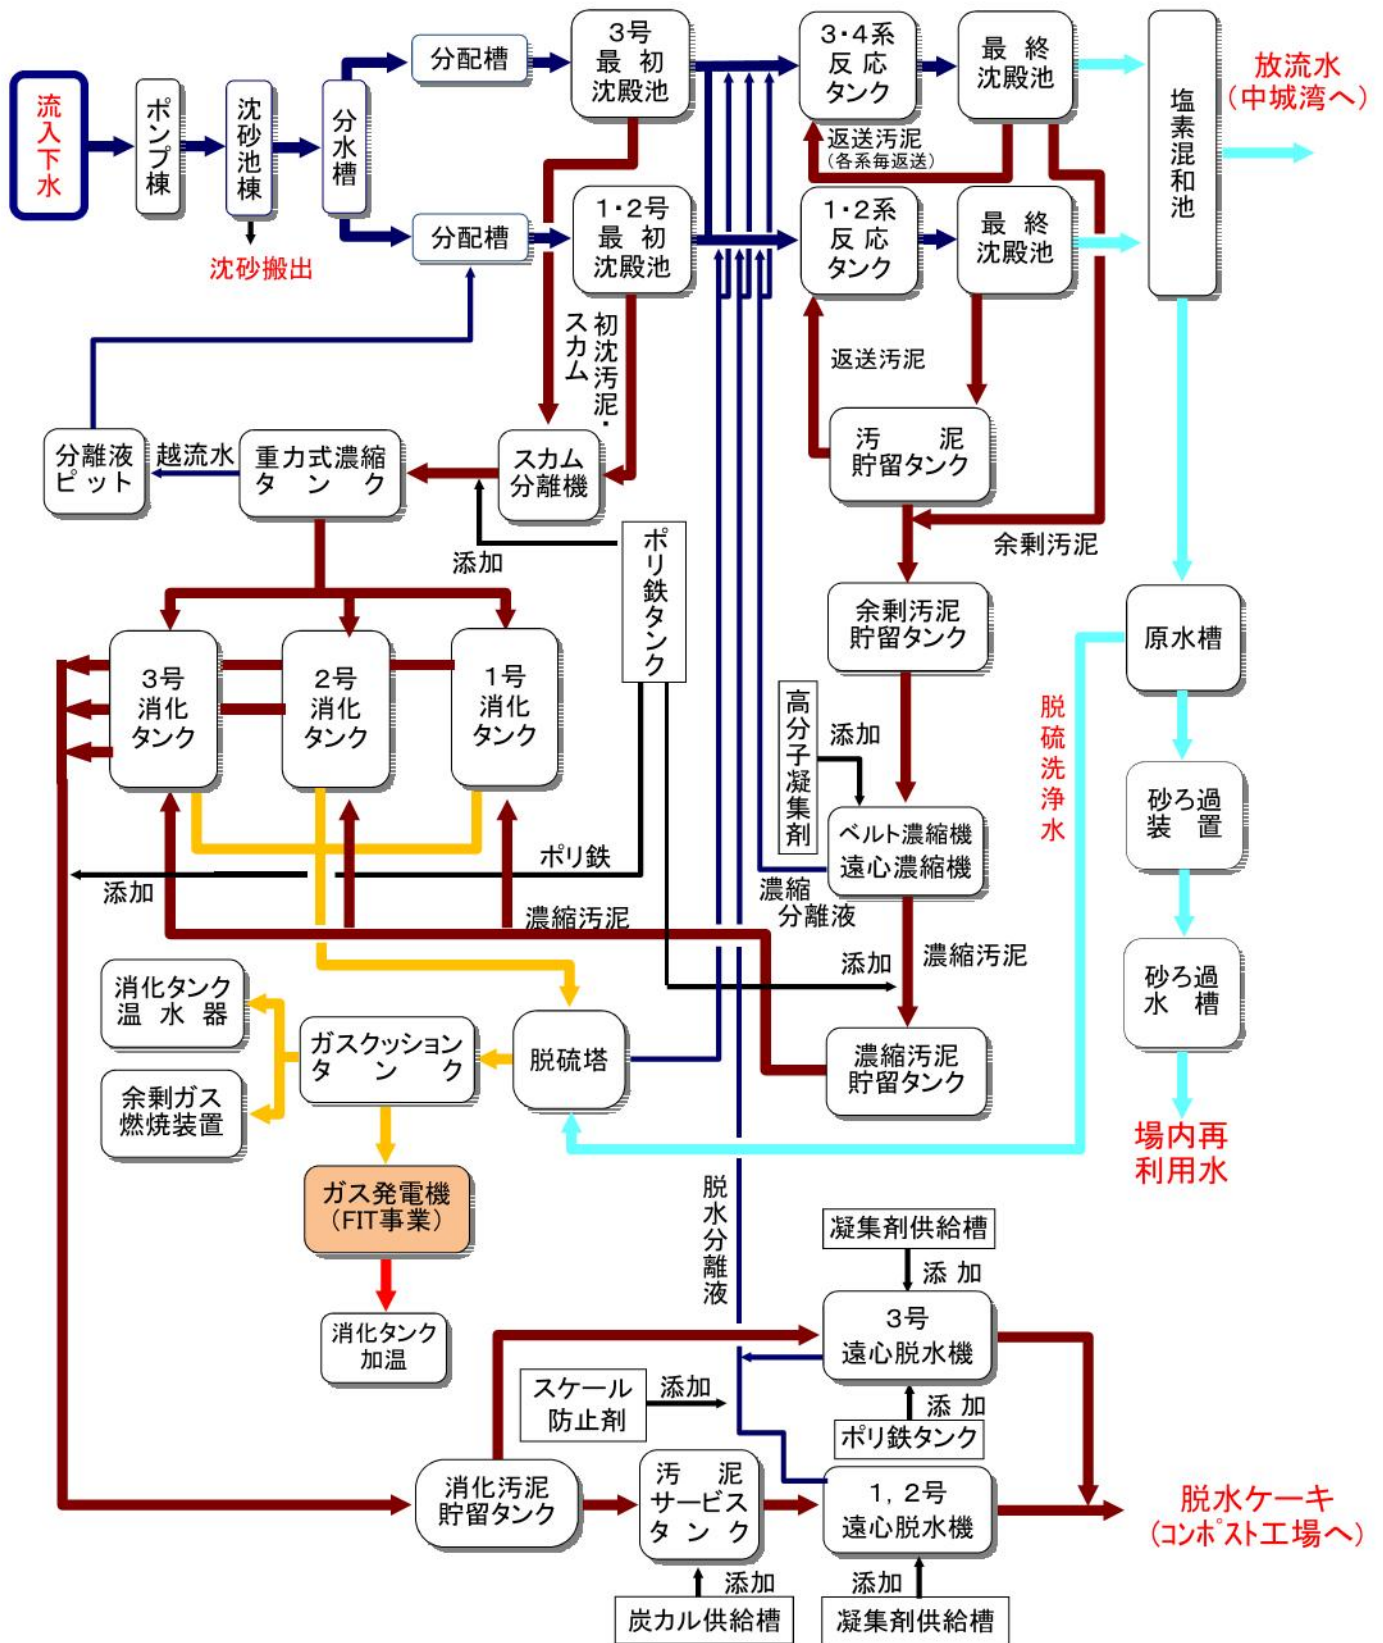 流入下水
ポンプ棟
沈砂池棟
沈砂搬出
分水槽
分配槽
3号
最 初
沈殿池
3・4系
反応
タンク
最 終
沈殿池
塩素混和池
放流水
(中城湾へ)
返送汚泥
(各系毎返送)
分配槽
1・2号
最 初
沈殿池
1・2系
反応
タンク
最 終
沈殿池
初沈汚泥・
スカム
返送汚泥
分離液
ピット
越流水
重力式濃縮
タ ン ク
スカム
分離機
汚 泥
貯留タンク
添加
ポリ鉄タンク
余剰汚泥
余剰汚泥
貯留タンク
原水槽
3号
消化
タンク
2号
消化
タンク
1号
消化
タンク
高分子凝集剤
添加
脱硫洗浄水
砂ろ過
装 置
ベルト濃縮機
遠心濃縮機
ポリ鉄
添加
濃縮汚泥
濃縮
分離液
添加
濃縮汚泥
砂ろ過
水 槽
消化タンク
温 水 器
ガスクッション
タ ン ク
脱硫塔
濃縮汚泥
貯留タンク
余剰ガス
燃焼装置
場内再
利用水
ガス発電機
(FIT事業)
脱水分離液
凝集剤供給槽
添 加
消化タンク
加温
3号
遠心脱水機
スケール
防止剤
添加
添 加
ポリ鉄タンク
消化汚泥
貯留タンク
汚 泥
サービス
タ ン ク
1, 2号
遠心脱水機
脱水ケーキ
(コンポスト工場へ)
添加
炭カル供給槽
添加
凝集剤供給槽